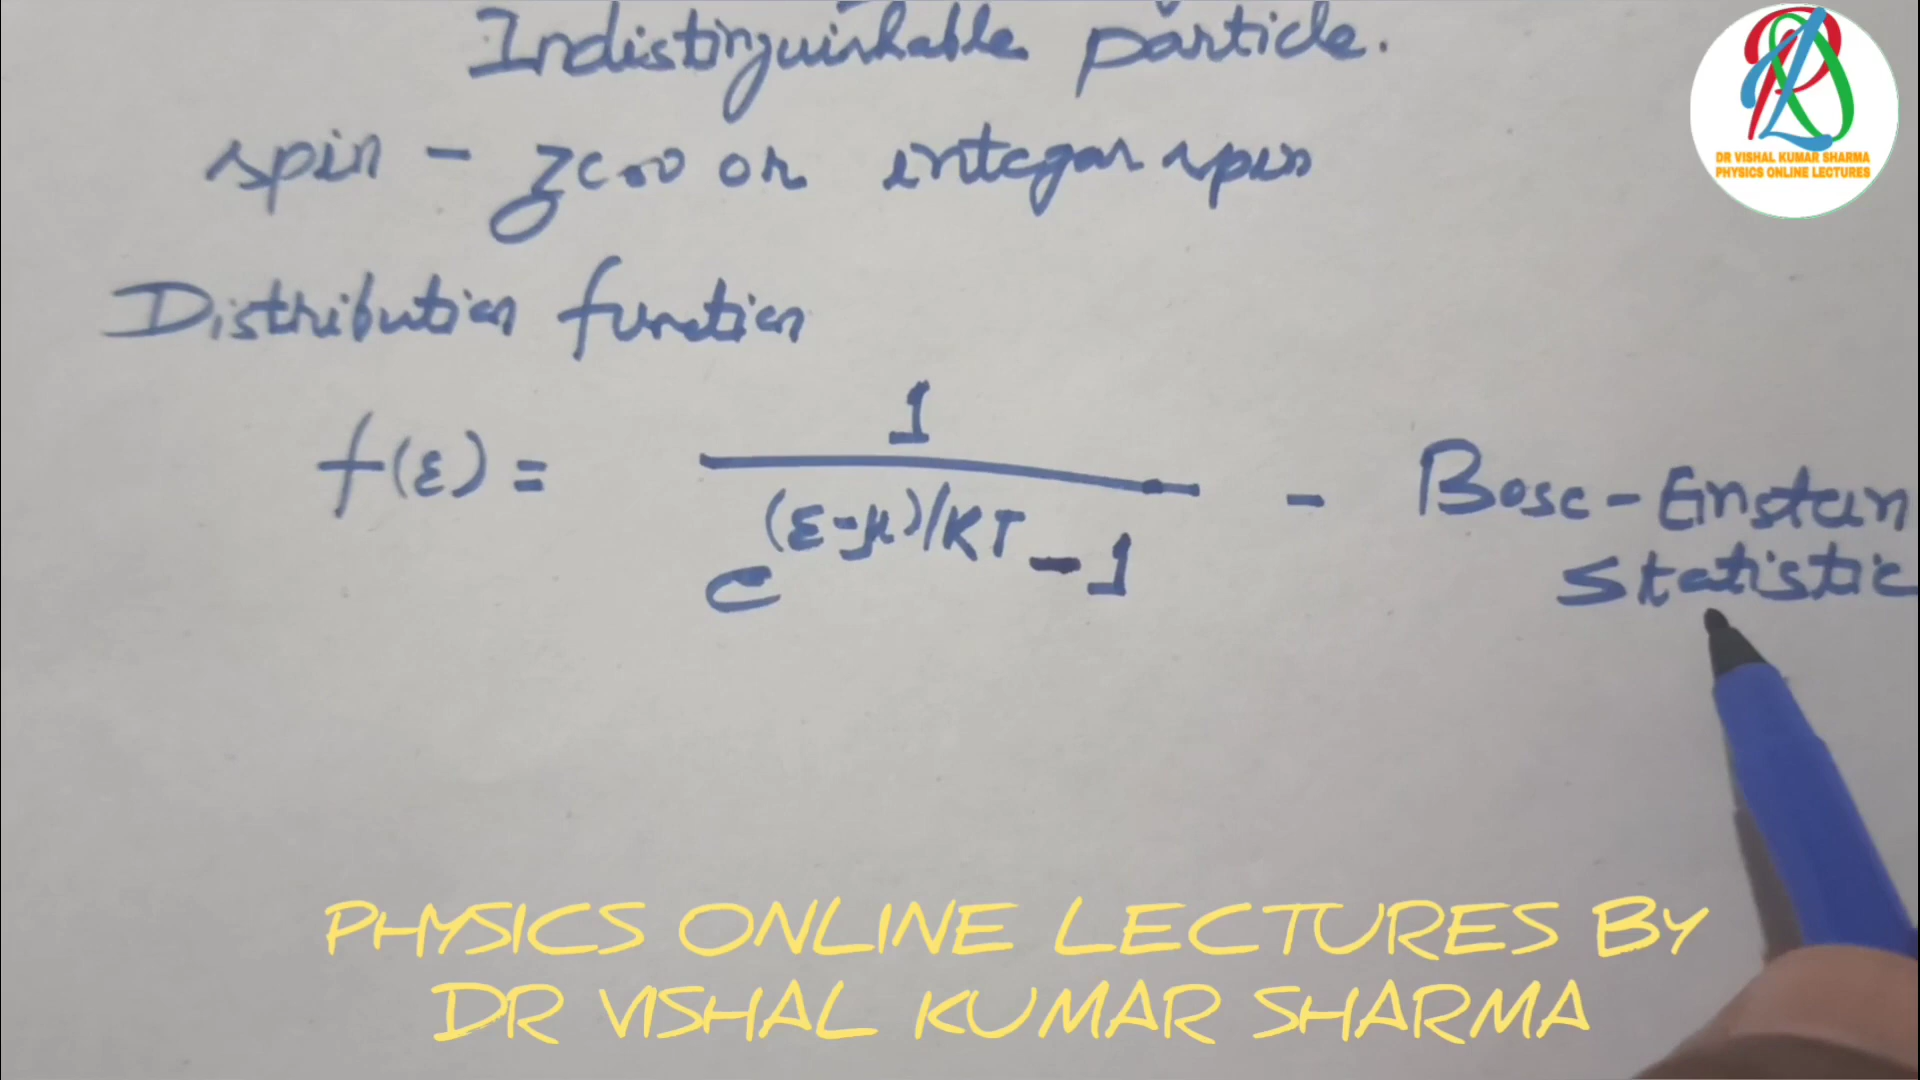 Indistinguishable particle.
spin - zero or integar spin
Distribution function
f(ε) = 1 / e^(ε-μ)/KT - 1 - Bose-Einstein
Statistic
DR VISHAL KUMAR SHARMA
PHYSICS ONLINE LECTURES
PHYSICS ONLINE LECTURES BY
DR VISHAL KUMAR SHARMA